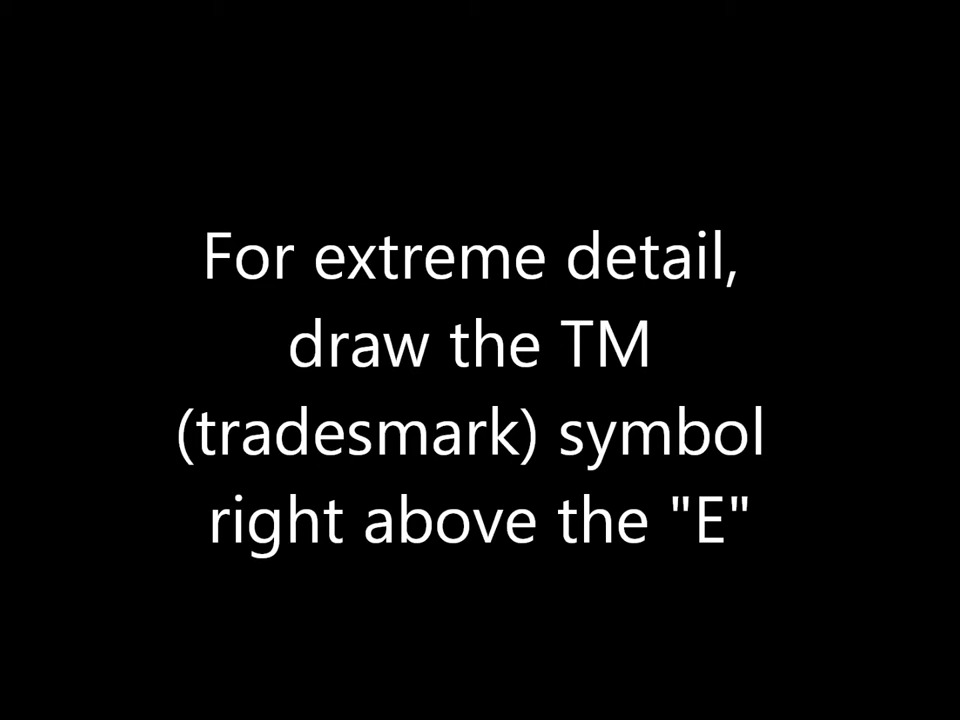 For extreme detail,
draw the TM
(tradesmark) symbol
right above the "E"